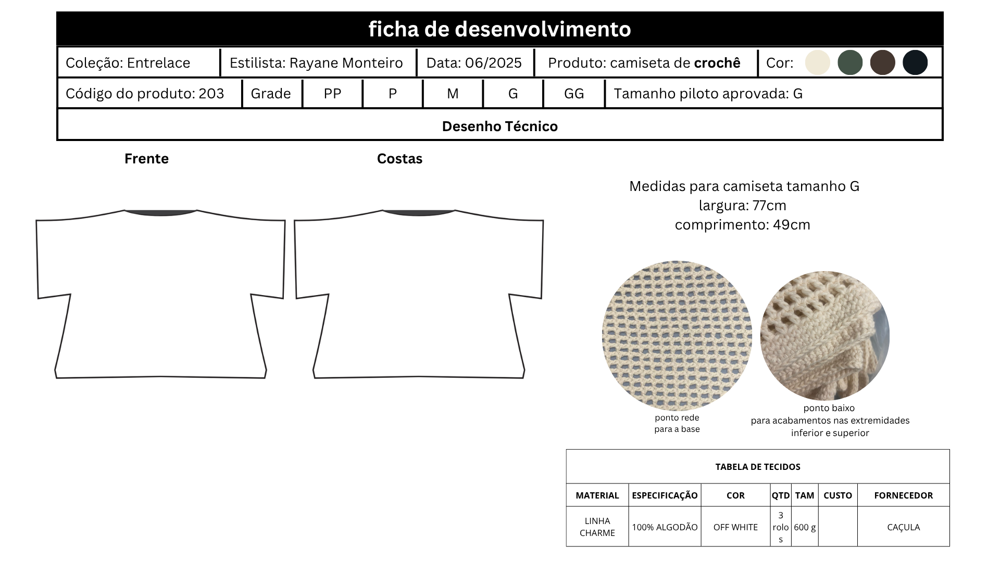 ficha de desenvolvimento
Coleção: Entrelace
Estilista: Rayane Monteiro
Data: 06/2025
Produto: camiseta de crochê
Cor:
Código do produto: 203
Grade
PP
P
M
G
GG
Tamanho piloto aprovada: G
Desenho Técnico
Frente
Costas
Medidas para camiseta tamanho G
largura: 77cm
comprimento: 49cm
ponto rede
para a base
ponto baixo
para acabamentos nas extremidades
inferior e superior
TABELA DE TECIDOS
MATERIAL
ESPECIFICAÇÃO
COR
QTD
TAM
CUSTO
FORNECEDOR
LINHA
CHARME
100% ALGODÃO
OFF WHITE
3
rolo
s
600 g
CAÇULA